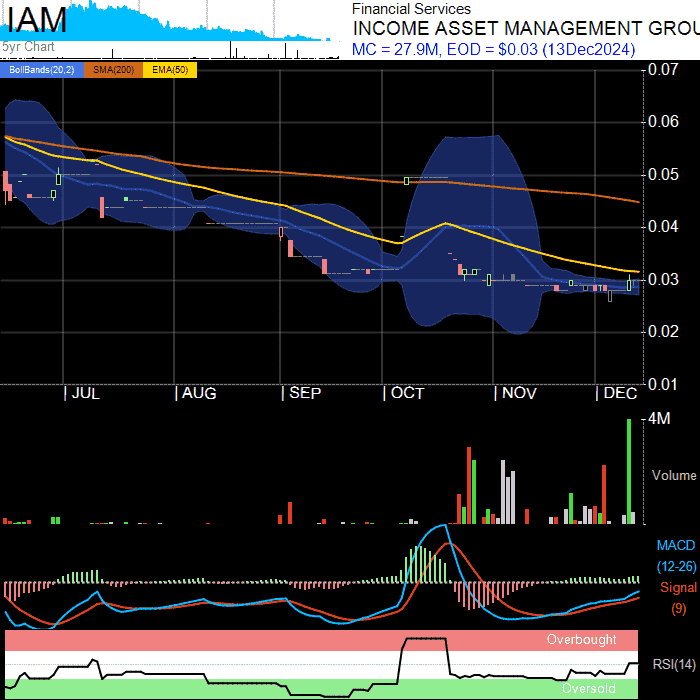 IAM
5yr Chart
Financial Services
INCOME ASSET MANAGEMENT GROU
MC = 27.9M, EOD = $0.03 (13Dec2024)
BollBands(20,2) SMA(200) EMA(50)
0.07
0.06
0.05
0.04
0.03
0.02
0.01
JUL AUG SEP OCT NOV DEC
4M
Volume
MACD
(12-26)
Signal
(9)
Overbought
RSI(14)
Oversold